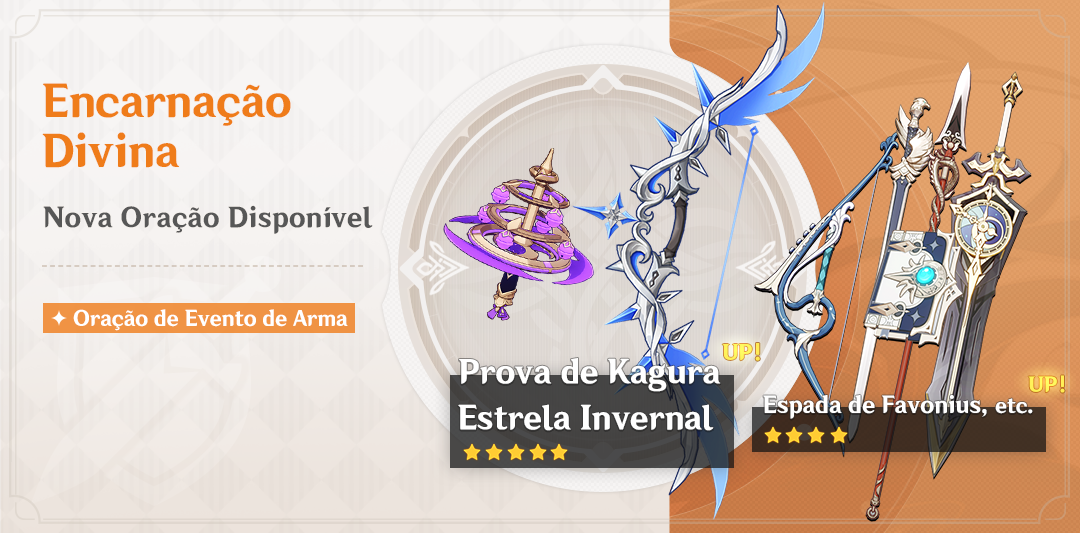 Encarnação
Divina
Nova Oração Disponível
✦ Oração de Evento de Arma
UP!
Prova de Kagura
Estrela Invernal
UP!
Espada de Favonius, etc.